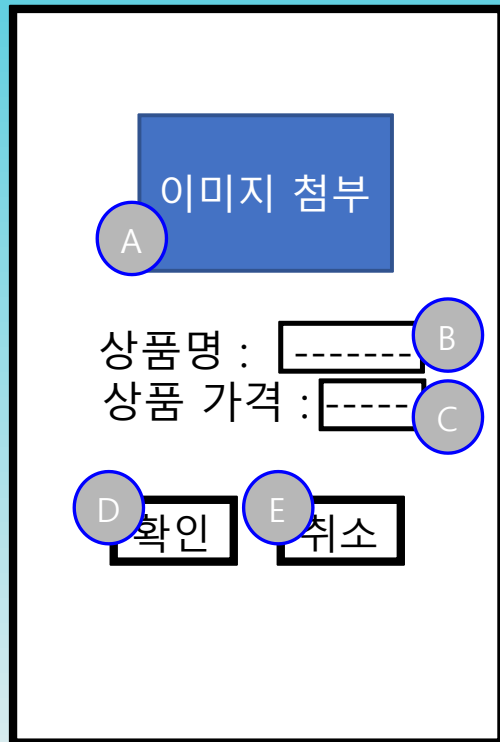 이미지 첨부
A
상품명 : -------
B
상품 가격 : -----
C
D
확인
E
취소